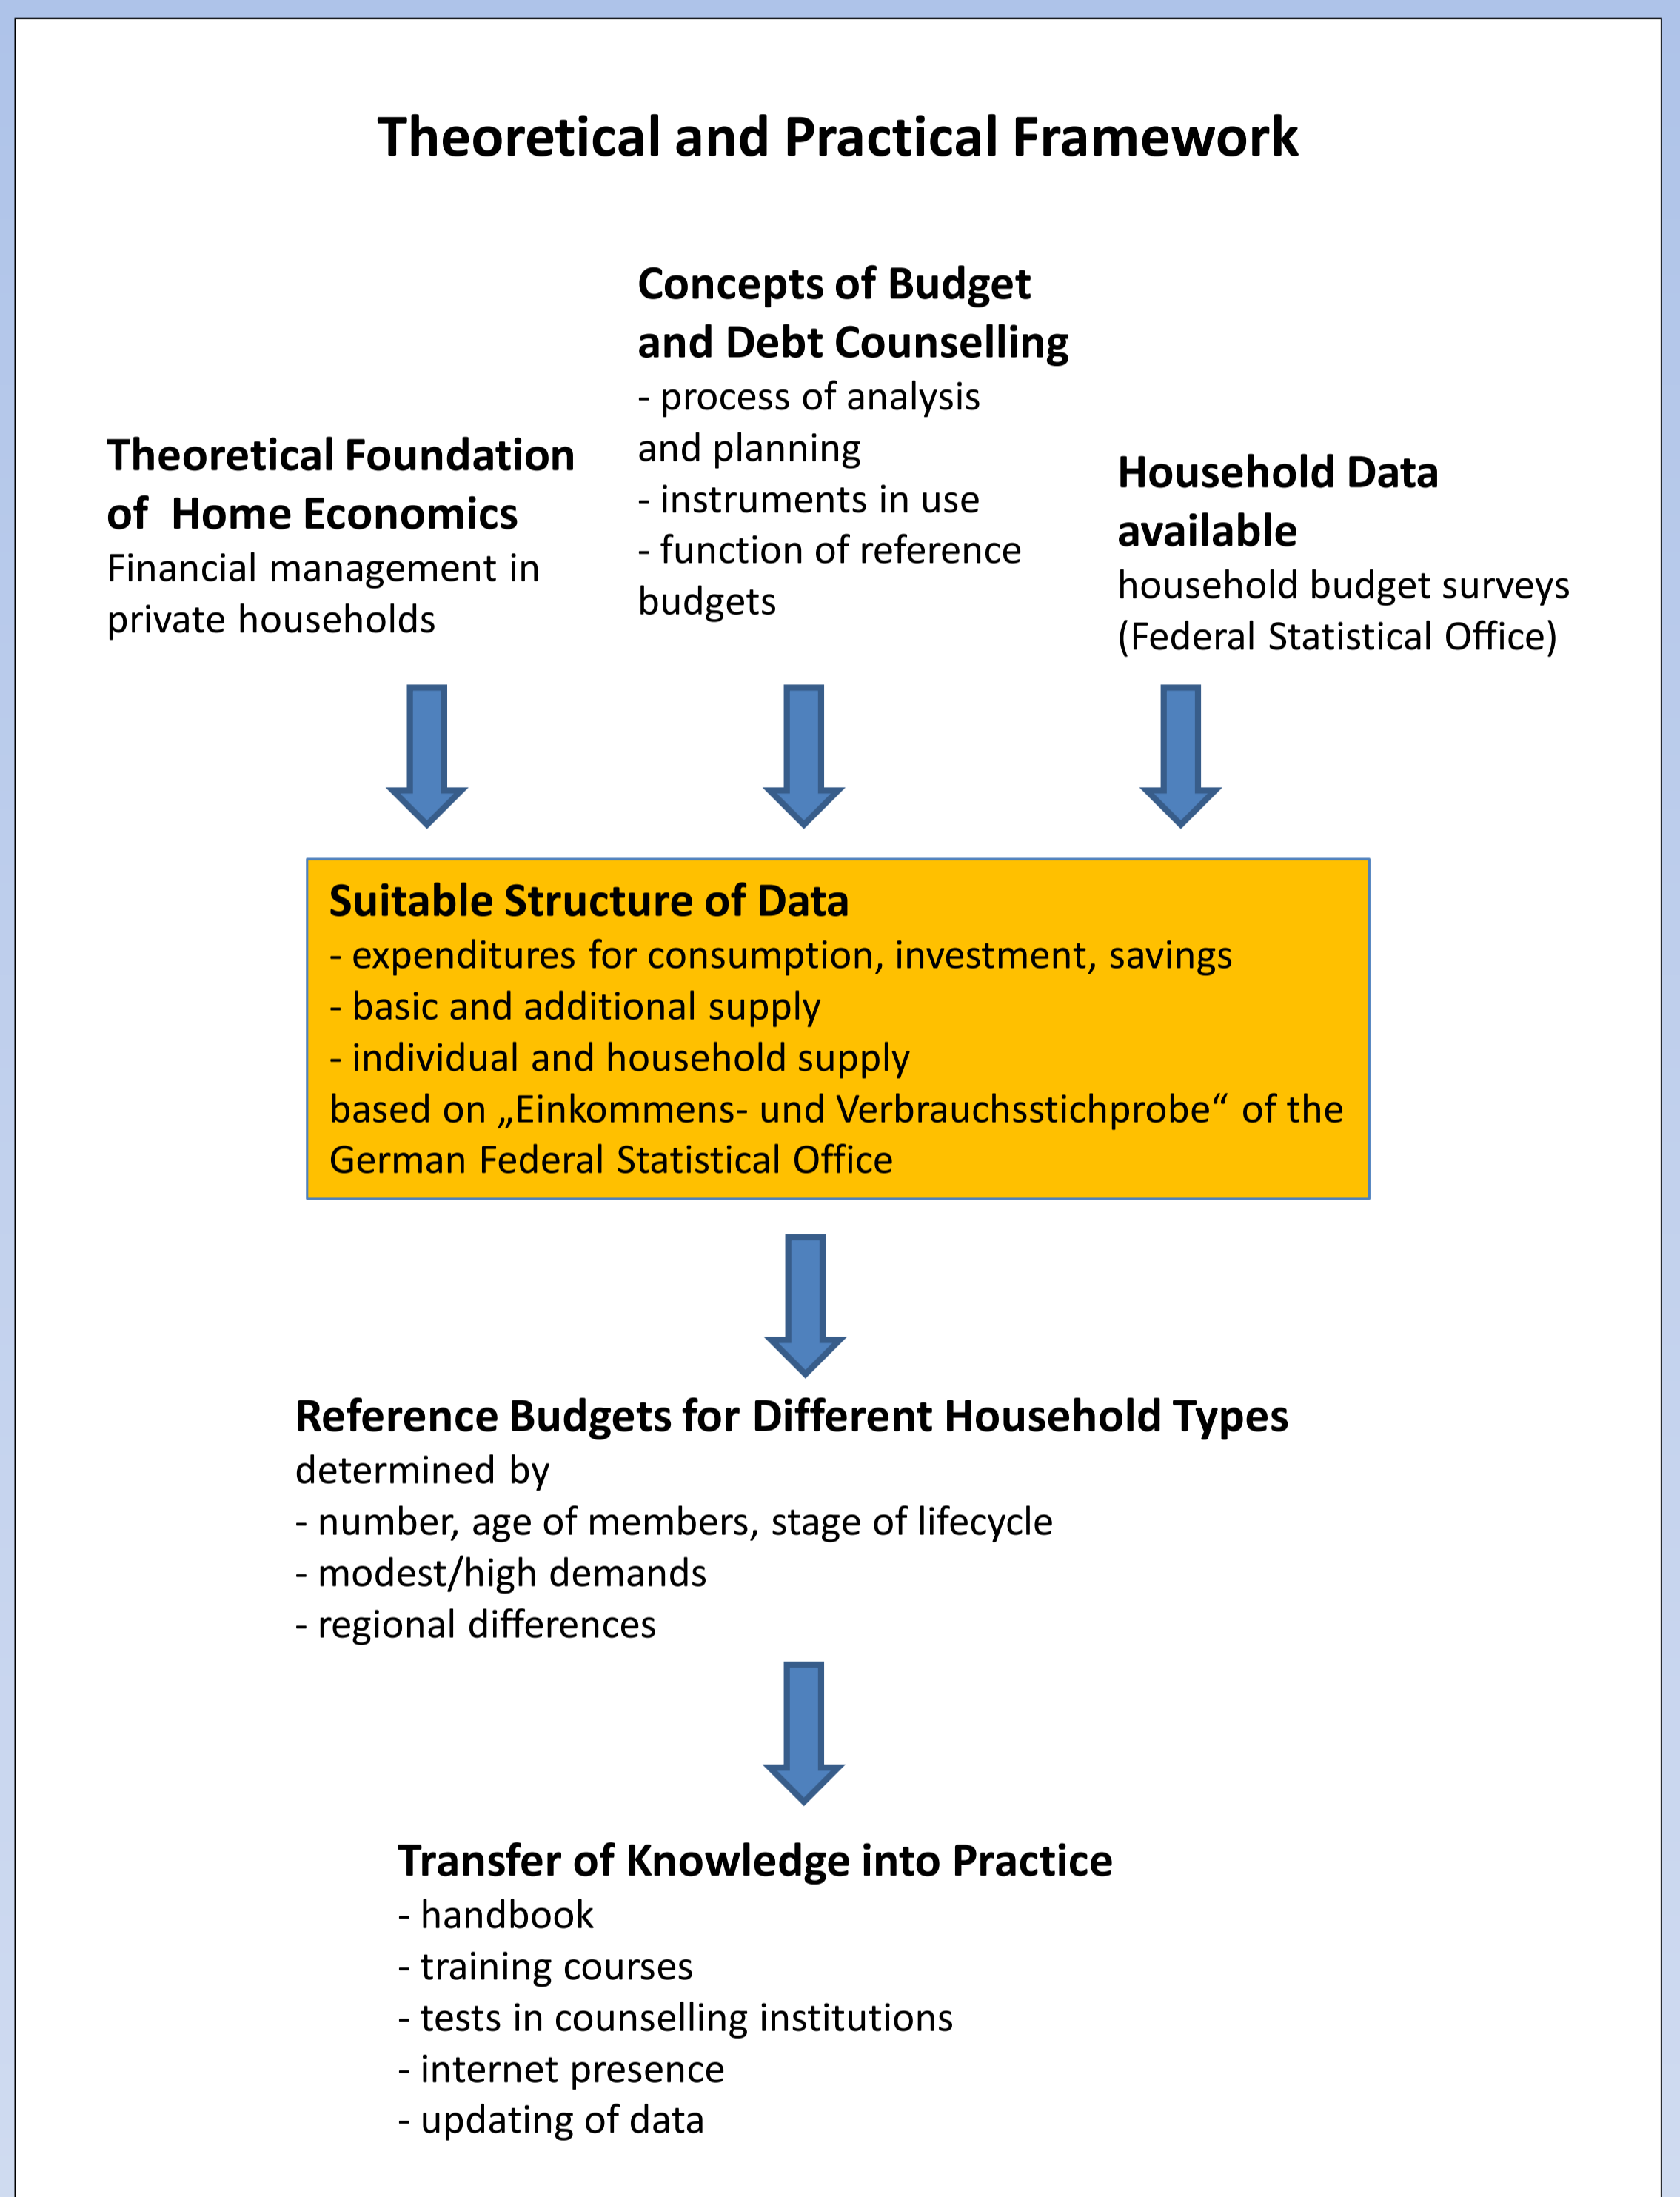 Theoretical and Practical Framework
Theoretical Foundation
of  Home Economics
Financial management in
private households
Concepts of Budget
and Debt Counselling
- process of analysis
and planning
- instruments in use
- function of reference
budgets
Household Data
available
household budget surveys
(Federal Statistical Office)
Suitable Structure of Data
- expenditures for consumption, investment, savings
- basic and additional supply
- individual and household supply
based on „Einkommens- und Verbrauchsstichprobe“ of the
German Federal Statistical Office
Reference Budgets for Different Household Types
determined by
- number, age of members, stage of lifecycle
- modest/high demands
- regional differences
Transfer of Knowledge into Practice
- handbook
- training courses
- tests in counselling institutions
- internet presence
- updating of data